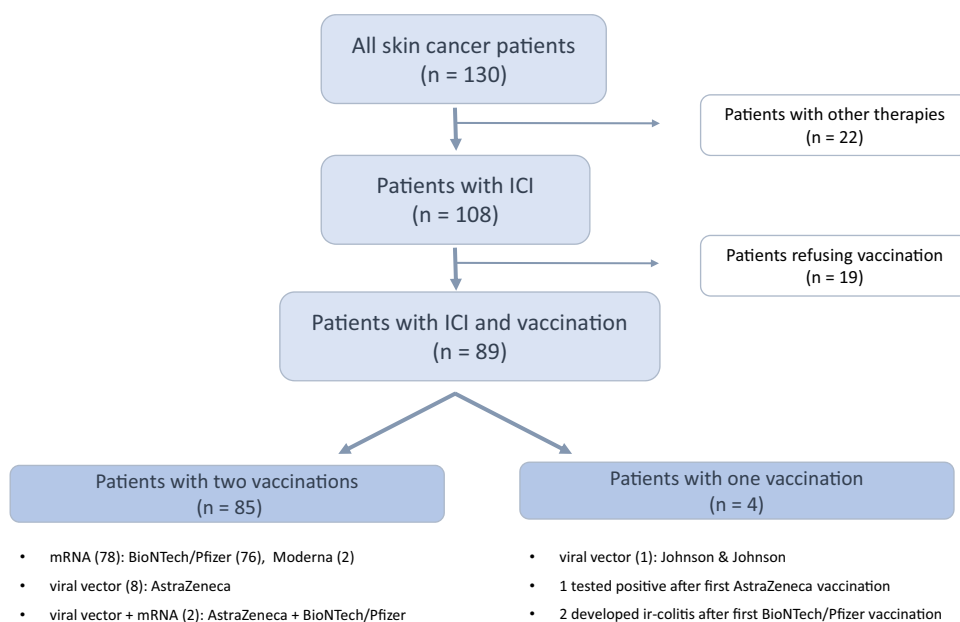 All skin cancer patients
(n = 130)
Patients with other therapies
(n = 22)
Patients with ICI
(n = 108)
Patients refusing vaccination
(n = 19)
Patients with ICI and vaccination
(n = 89)
Patients with two vaccinations
(n = 85)
• mRNA (78): BioNTech/Pfizer (76), Moderna (2)
• viral vector (8): AstraZeneca
• viral vector + mRNA (2): AstraZeneca + BioNTech/Pfizer
Patients with one vaccination
(n = 4)
• viral vector (1): Johnson & Johnson
• 1 tested positive after first AstraZeneca vaccination
• 2 developed ir-colitis after first BioNTech/Pfizer vaccination